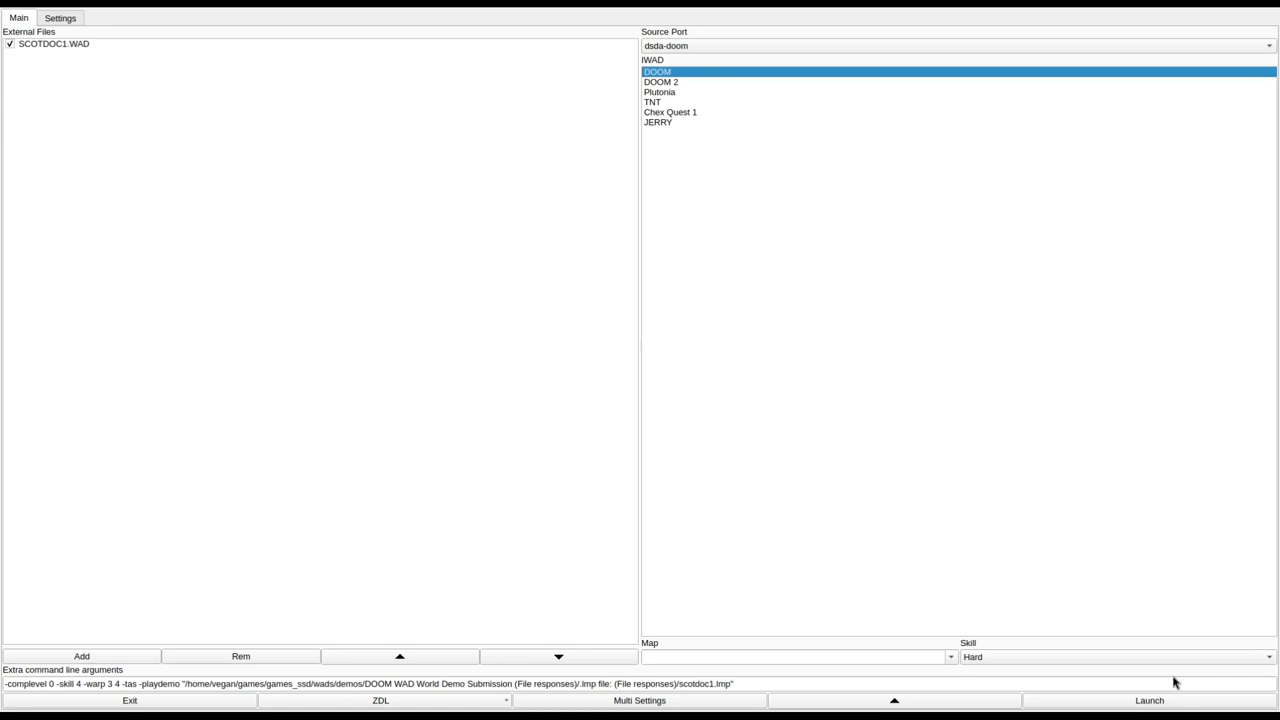 Main Settings
External Files
SCOTDOC1.WAD
Source Port
dsda-doom
IWAD
DOOM
DOOM 2
Plutonia
TNT
Chex Quest 1
JERRY
Map
Skill
Hard
Add Rem
Extra command line arguments
-complevel 0 -skill 4 -warp 3 4 -tas -playdemo "/home/vegan/games/games_ssd/wads/demos/DOOM WAD World Demo Submission (File responses)/.lmp file: (File responses)/scotdoc1.lmp"
Exit ZDL Multi Settings Launch